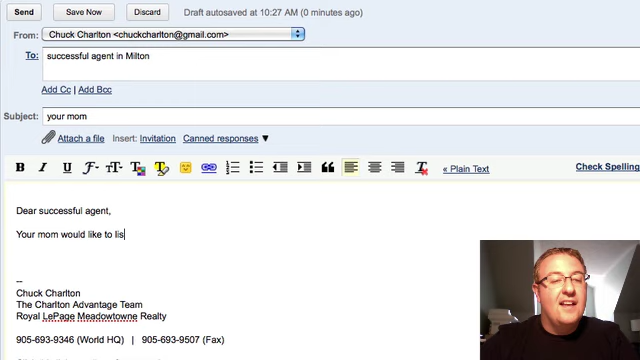 Send Save Now Discard Draft autosaved at 10:27 AM (0 minutes ago)
From: Chuck Charlton <chuckcharlton@gmail.com>
To: successful agent in Milton
Add Cc | Add Bcc
Subject: your mom
Attach a file Insert: Invitation Canned responses ▼
B I U F T T T T « Plain Text Check Spelling
Dear successful agent,
Your mom would like to lis
--
Chuck Charlton
The Charlton Advantage Team
Royal LePage Meadowtowne Realty
905-693-9346 (World HQ) | 905-693-9507 (Fax)